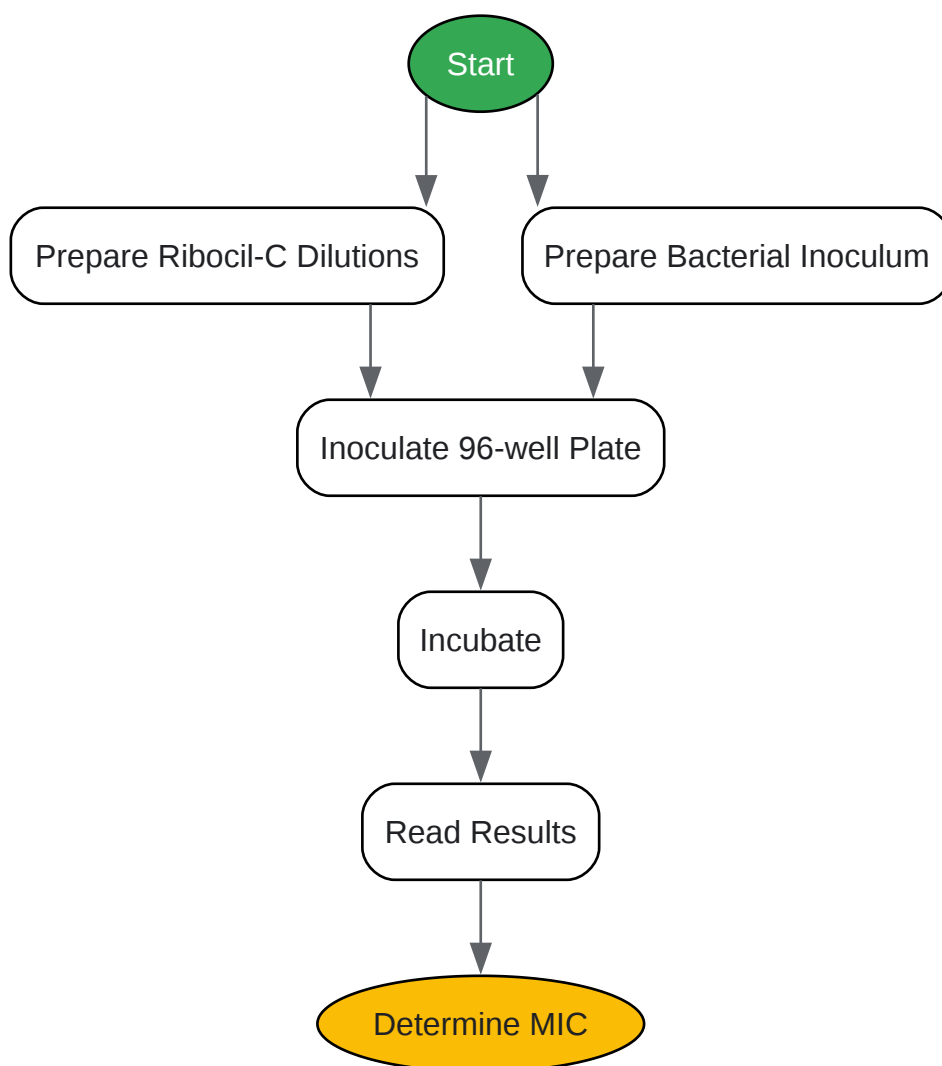 Start
Prepare Ribocil-C Dilutions
Prepare Bacterial Inoculum
Inoculate 96-well Plate
Incubate
Read Results
Determine MIC